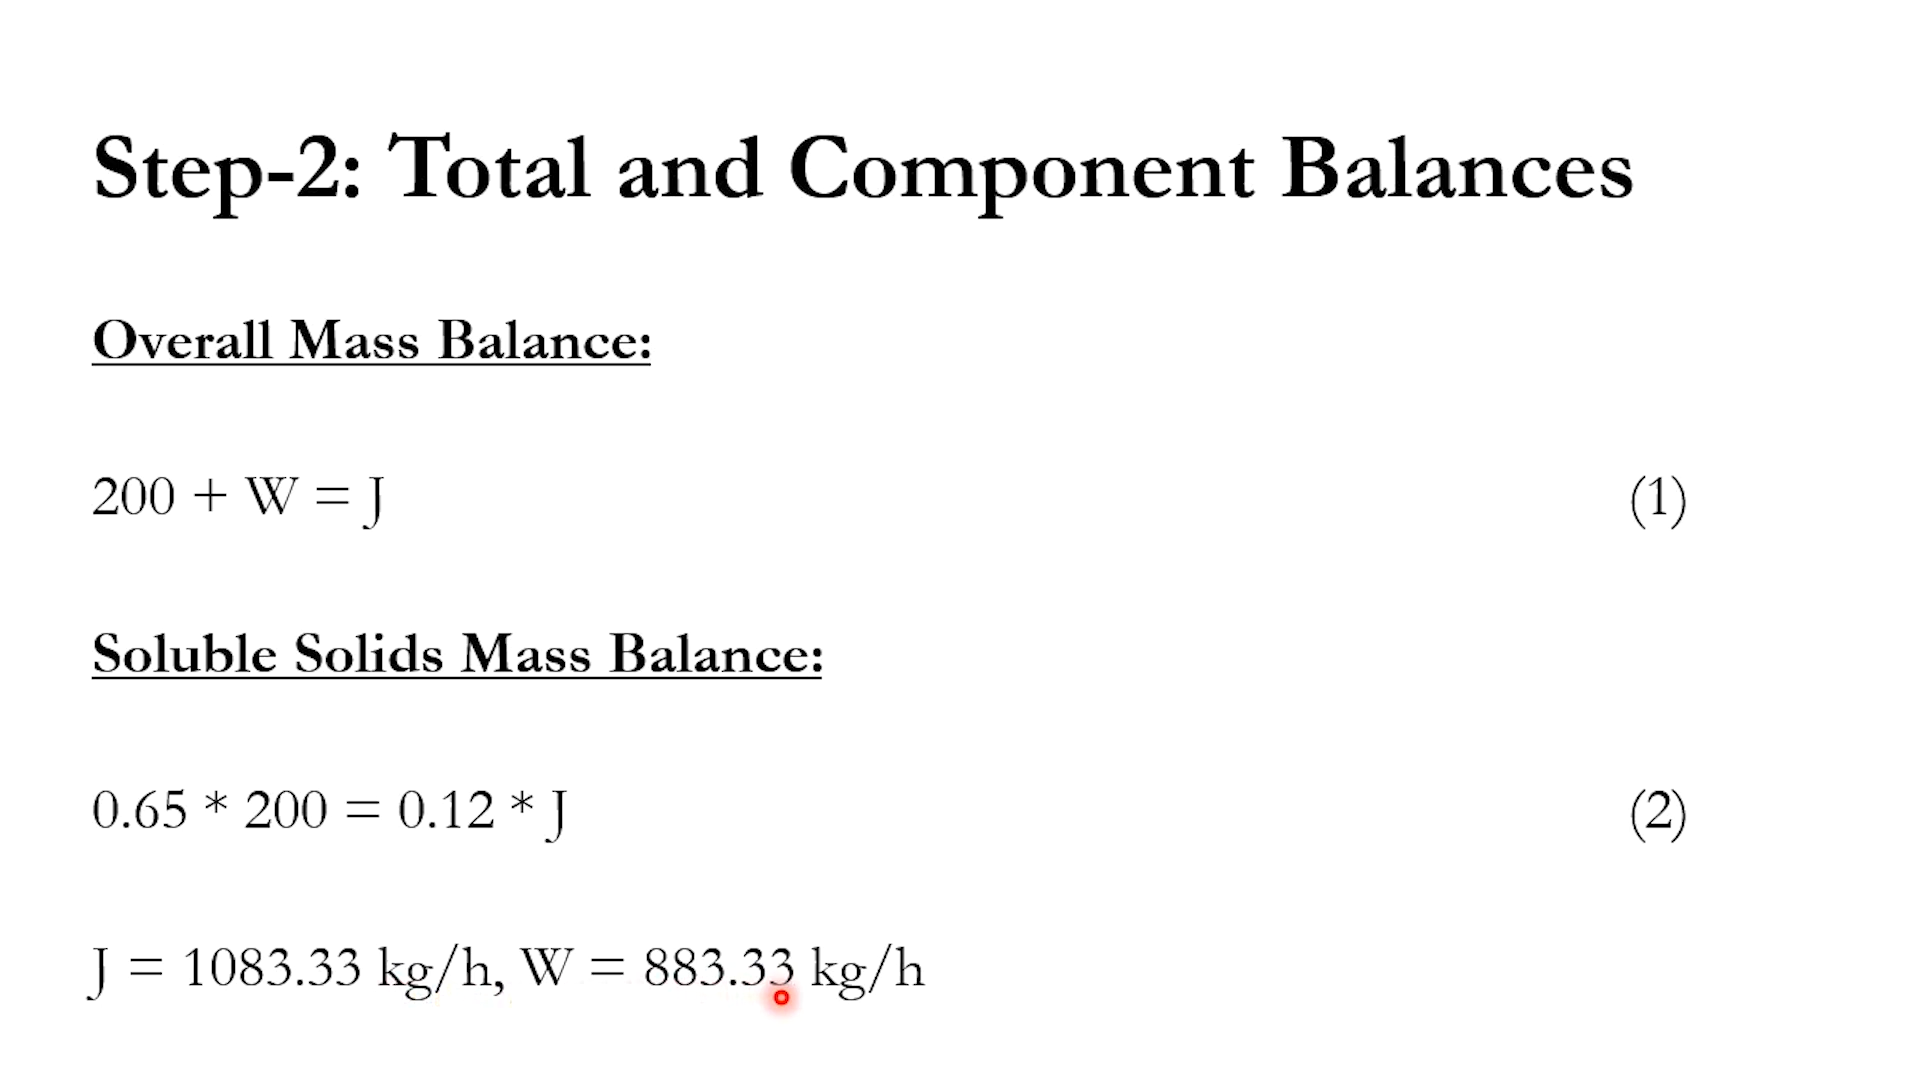 Step-2: Total and Component Balances
Overall Mass Balance:
200 + W = J (1)
Soluble Solids Mass Balance:
0.65 * 200 = 0.12 * J (2)
J = 1083.33 kg/h, W = 883.33 kg/h